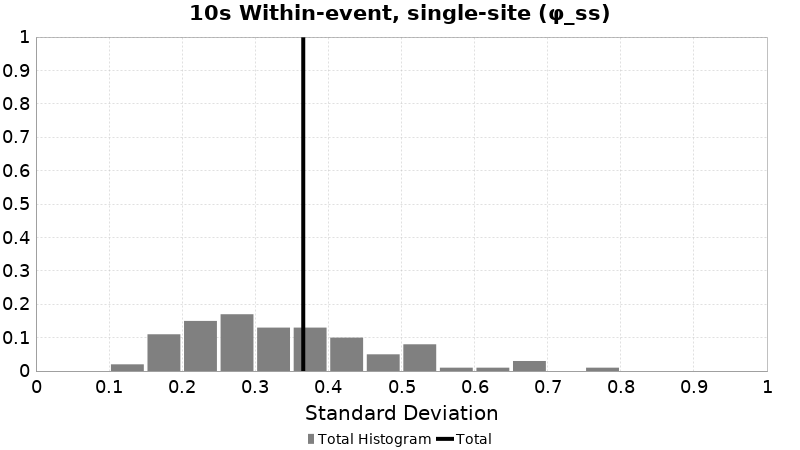 10s Within-event, single-site (φ_ss)
1
0.9
0.8
0.7
0.6
0.5
0.4
0.3
0.2
0.1
0
0 0.1 0.2 0.3 0.4 0.5 0.6 0.7 0.8 0.9 1
Standard Deviation
Total Histogram Total